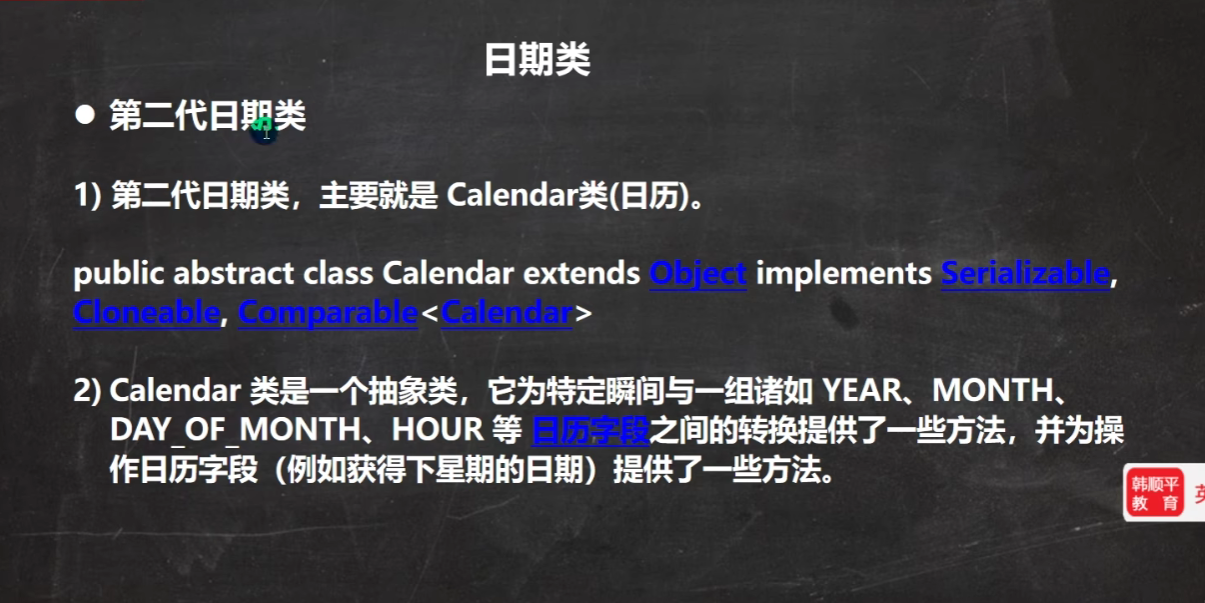 日期类
● 第二代日期类
1) 第二代日期类，主要就是 Calendar类(日历)。
public abstract class Calendar extends Object implements Serializable,
Cloneable, Comparable<Calendar>
2) Calendar 类是一个抽象类，它为特定瞬间与一组诸如 YEAR、MONTH、
DAY_OF_MONTH、HOUR 等 日历字段之间的转换提供了一些方法，并为操
作日历字段（例如获得下星期的日期）提供了一些方法。
韩顺平
教 育
英